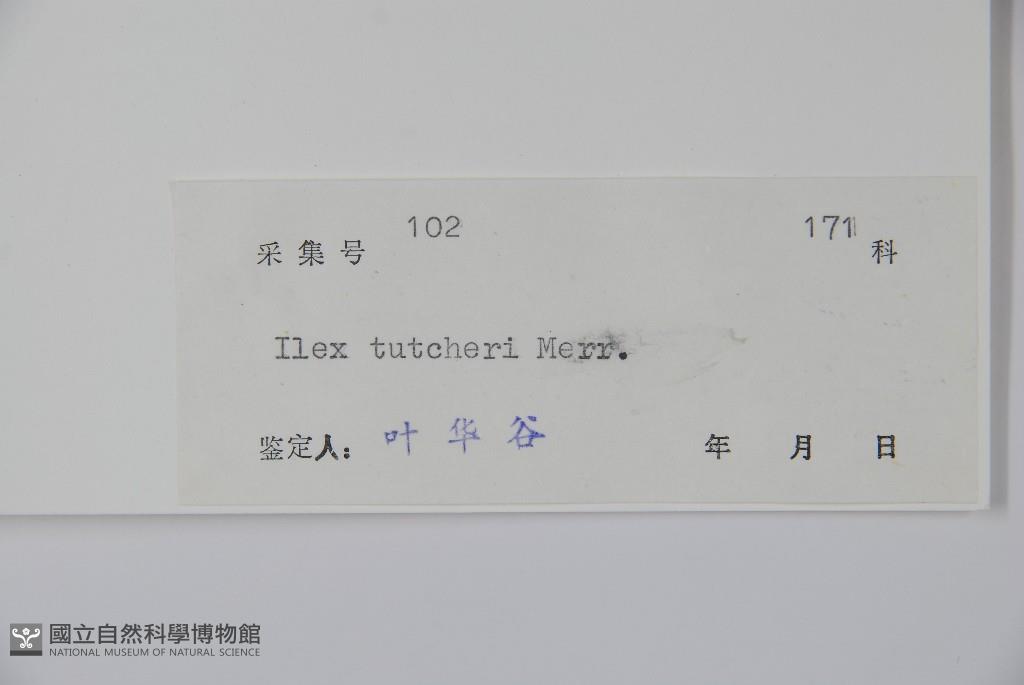 采集号 102 171 科
Ilex tutcheri Merr.
鉴定人: 叶华谷 年 月 日
國立自然科學博物館
NATIONAL MUSEUM OF NATURAL SCIENCE